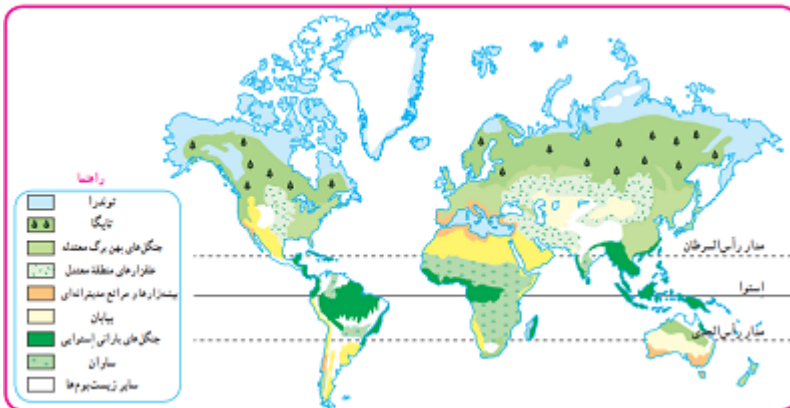 راهنما
توندرا
تایگا
جنگل‌های پهن برگ معتدله
علفزارهای منطقهٔ معتدل
بیشه‌زارها و مراتع مدیترانه‌ای
بیابان
جنگل‌های بارانی استوایی
ساوان
سایر زیست‌بوم‌ها
مدار رأس‌السرطان
استوا
مدار رأس‌الجدی